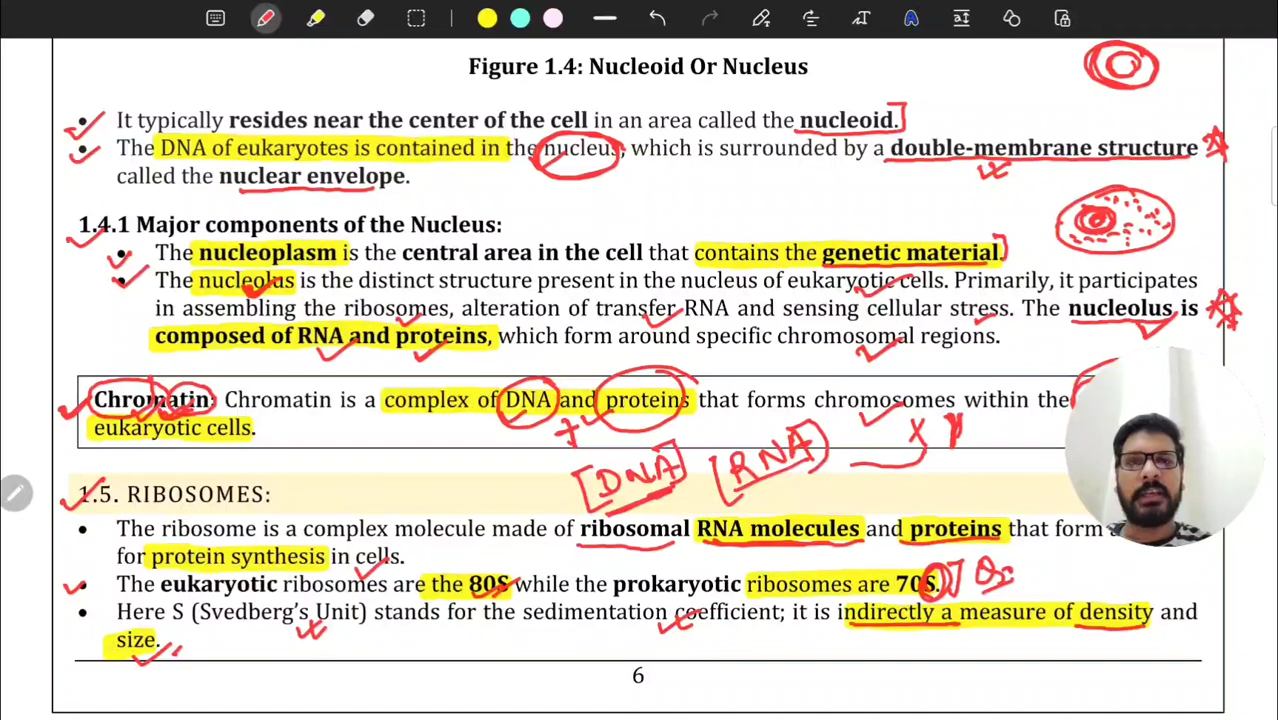 Figure 1.4: Nucleoid Or Nucleus
• It typically resides near the center of the cell in an area called the nucleoid.
• The DNA of eukaryotes is contained in the nucleus, which is surrounded by a double-membrane structure
called the nuclear envelope.
1.4.1 Major components of the Nucleus:
• The nucleoplasm is the central area in the cell that contains the genetic material.
• The nucleolus is the distinct structure present in the nucleus of eukaryotic cells. Primarily, it participates
in assembling the ribosomes, alteration of transfer RNA and sensing cellular stress. The nucleolus is
composed of RNA and proteins, which form around specific chromosomal regions.
Chromatin: Chromatin is a complex of DNA and proteins that forms chromosomes within the
eukaryotic cells.
DNA RNA
1.5. RIBOSOMES:
• The ribosome is a complex molecule made of ribosomal RNA molecules and proteins that form
for protein synthesis in cells.
• The eukaryotic ribosomes are the 80S while the prokaryotic ribosomes are 70S.
• Here S (Svedberg's Unit) stands for the sedimentation coefficient; it is indirectly a measure of density and
size.
6